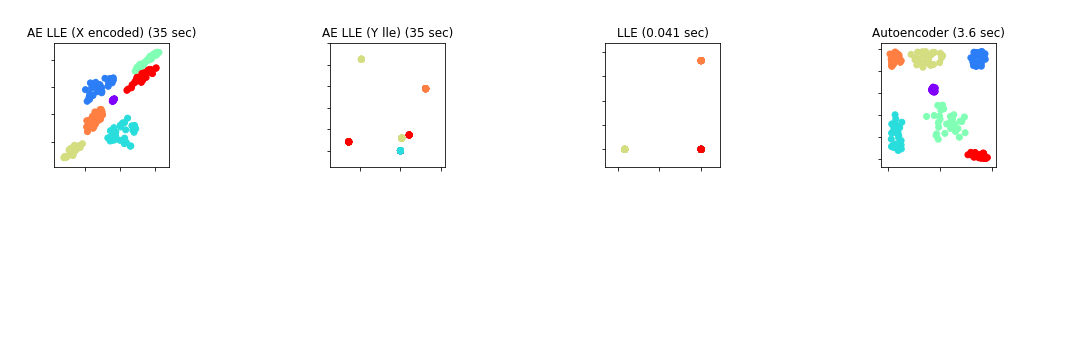 AE LLE (X encoded) (35 sec)
AE LLE (Y lle) (35 sec)
LLE (0.041 sec)
Autoencoder (3.6 sec)